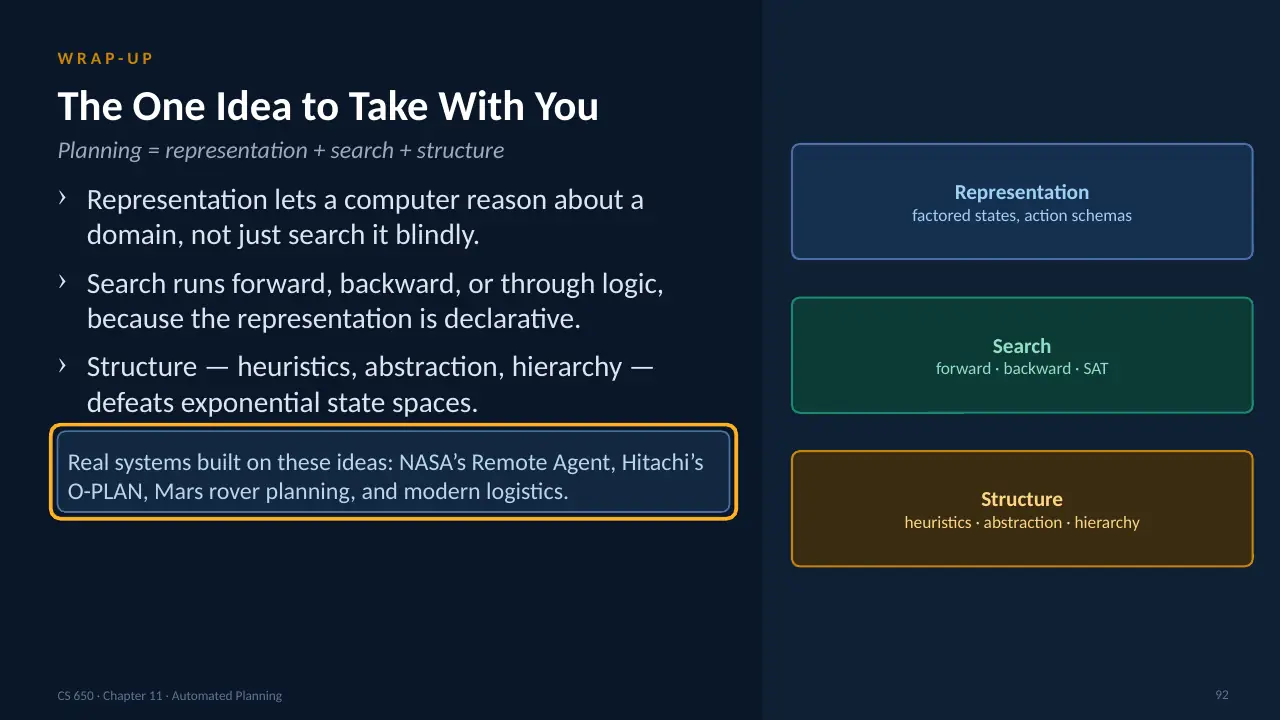 WRAP-UP
The One Idea to Take With You
Planning = representation + search + structure
› Representation lets a computer reason about a
domain, not just search it blindly.
› Search runs forward, backward, or through logic,
because the representation is declarative.
› Structure — heuristics, abstraction, hierarchy —
defeats exponential state spaces.
Real systems built on these ideas: NASA’s Remote Agent, Hitachi’s
O-PLAN, Mars rover planning, and modern logistics.
Representation
factored states, action schemas
Search
forward · backward · SAT
Structure
heuristics · abstraction · hierarchy
CS 650 · Chapter 11 · Automated Planning
92